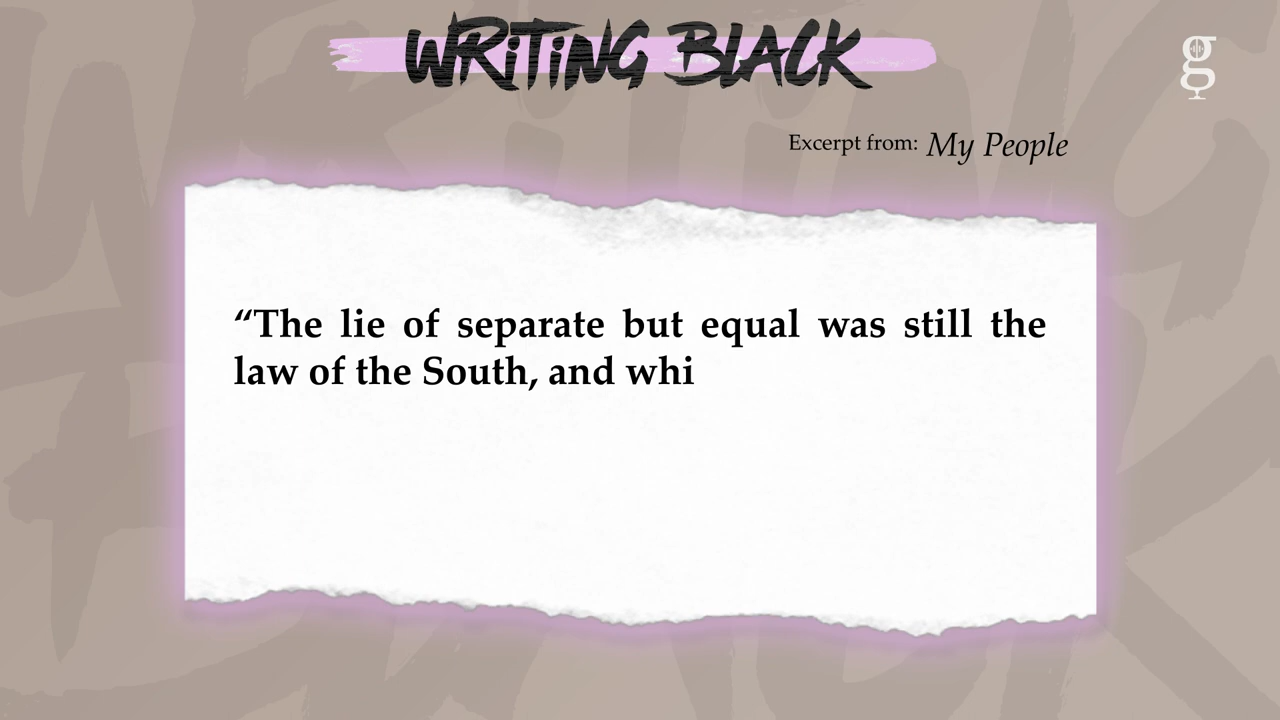 WRiTiNG BLACK
g
Excerpt from: My People
“The lie of separate but equal was still the
law of the South, and whi